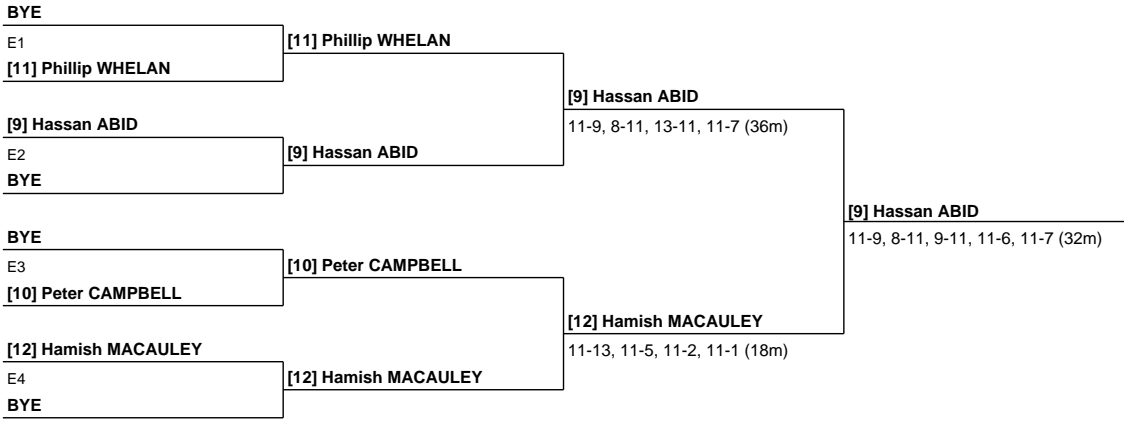 BYE
E1
[11] Phillip WHELAN
[11] Phillip WHELAN
[9] Hassan ABID
11-9, 8-11, 13-11, 11-7 (36m)
[9] Hassan ABID
E2
BYE
[9] Hassan ABID
[9] Hassan ABID
11-9, 8-11, 9-11, 11-6, 11-7 (32m)
BYE
E3
[10] Peter CAMPBELL
[10] Peter CAMPBELL
[12] Hamish MACAULEY
11-13, 11-5, 11-2, 11-1 (18m)
[12] Hamish MACAULEY
E4
BYE
[12] Hamish MACAULEY